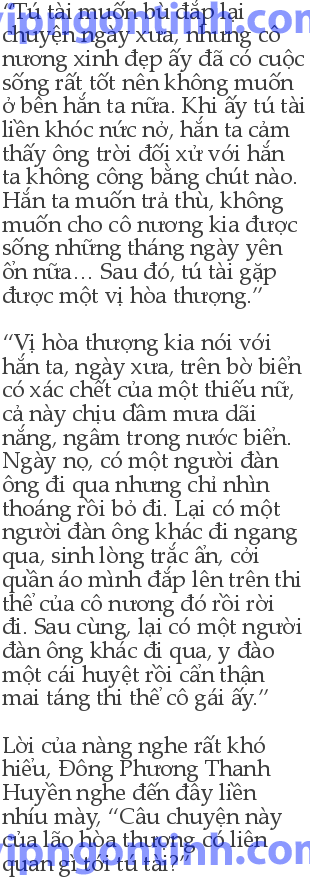 “Tú tài muốn bù đắp lại
chuyện ngày xưa, nhưng cô
nương xinh đẹp ấy đã có cuộc
sống rất tốt nên không muốn
ở bên hắn ta nữa. Khi ấy tú tài
liền khóc nức nở, hắn ta cảm
thấy ông trời đối xử với hắn
ta không công bằng chút nào.
Hắn ta muốn trả thù, không
muốn cho cô nương kia được
sống những tháng ngày yên
ổn nữa... Sau đó, tú tài gặp
được một vị hòa thượng.”
“Vị hòa thượng kia nói với
hắn ta, ngày xưa, trên bờ biển
có xác chết của một thiếu nữ,
cả này chịu dầm mưa dãi
nắng, ngâm trong nước biển.
Ngày nọ, có một người đàn
ông đi qua nhưng chỉ nhìn
thoáng rồi bỏ đi. Lại có một
người đàn ông khác đi ngang
qua, sinh lòng trắc ẩn, cởi
quần áo mình đắp lên trên thi
thể của cô nương đó rồi rời
đi. Sau cùng, lại có một người
đàn ông khác đi qua, y đào
một cái huyệt rồi cẩn thận
mai táng thi thể cô gái ấy.”
Lời của nàng nghe rất khó
hiểu, Đông Phương Thanh
Huyền nghe đến đây liền
nhíu mày, “Câu chuyện này
của lão hòa thượng có liên
quan gì tới tú tài?”
vipngontinh.com
vipngontinh.com